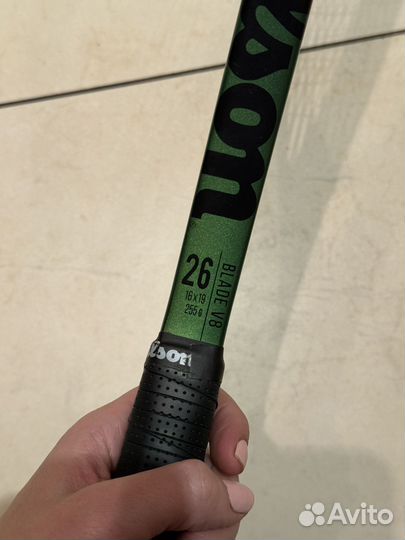 Wilson
26
16x19
255 g
BLADE V8
Wilson
Avito